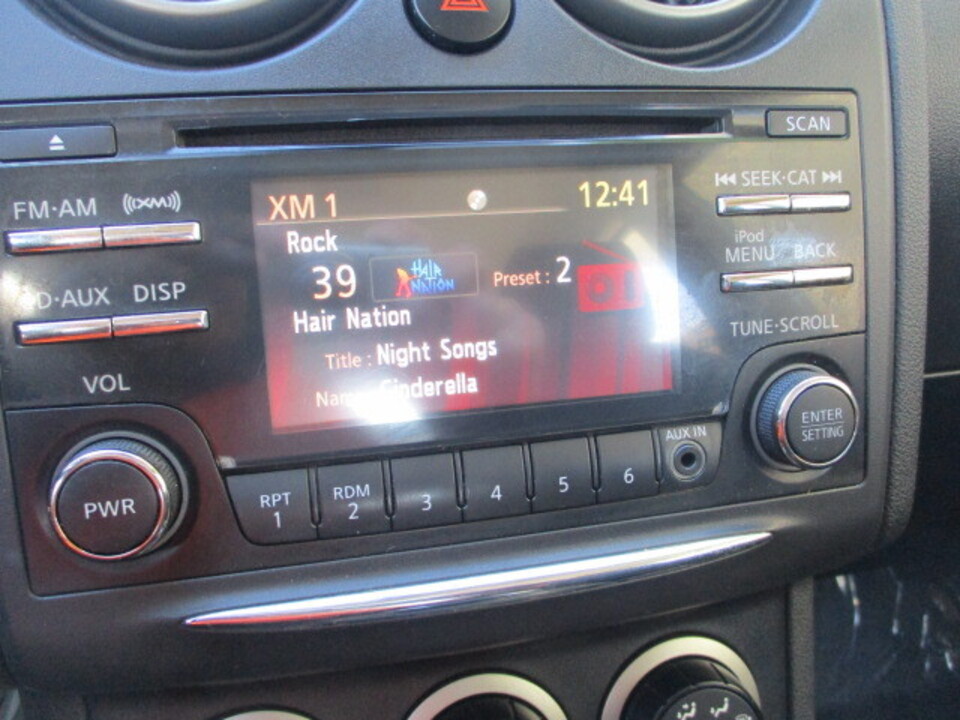 SCAN
FM·AM
((XM))
SEEK·CAT
XM 1
12:41
Rock
iPod
MENU
BACK
39
HAIR
NATION
Preset : 2
D·AUX
DISP
Hair Nation
TUNE·SCROLL
Title : Night Songs
VOL
Cinderella
ENTER
SETTING
AUX IN
PWR
RPT
1
RDM
2
3
4
5
6